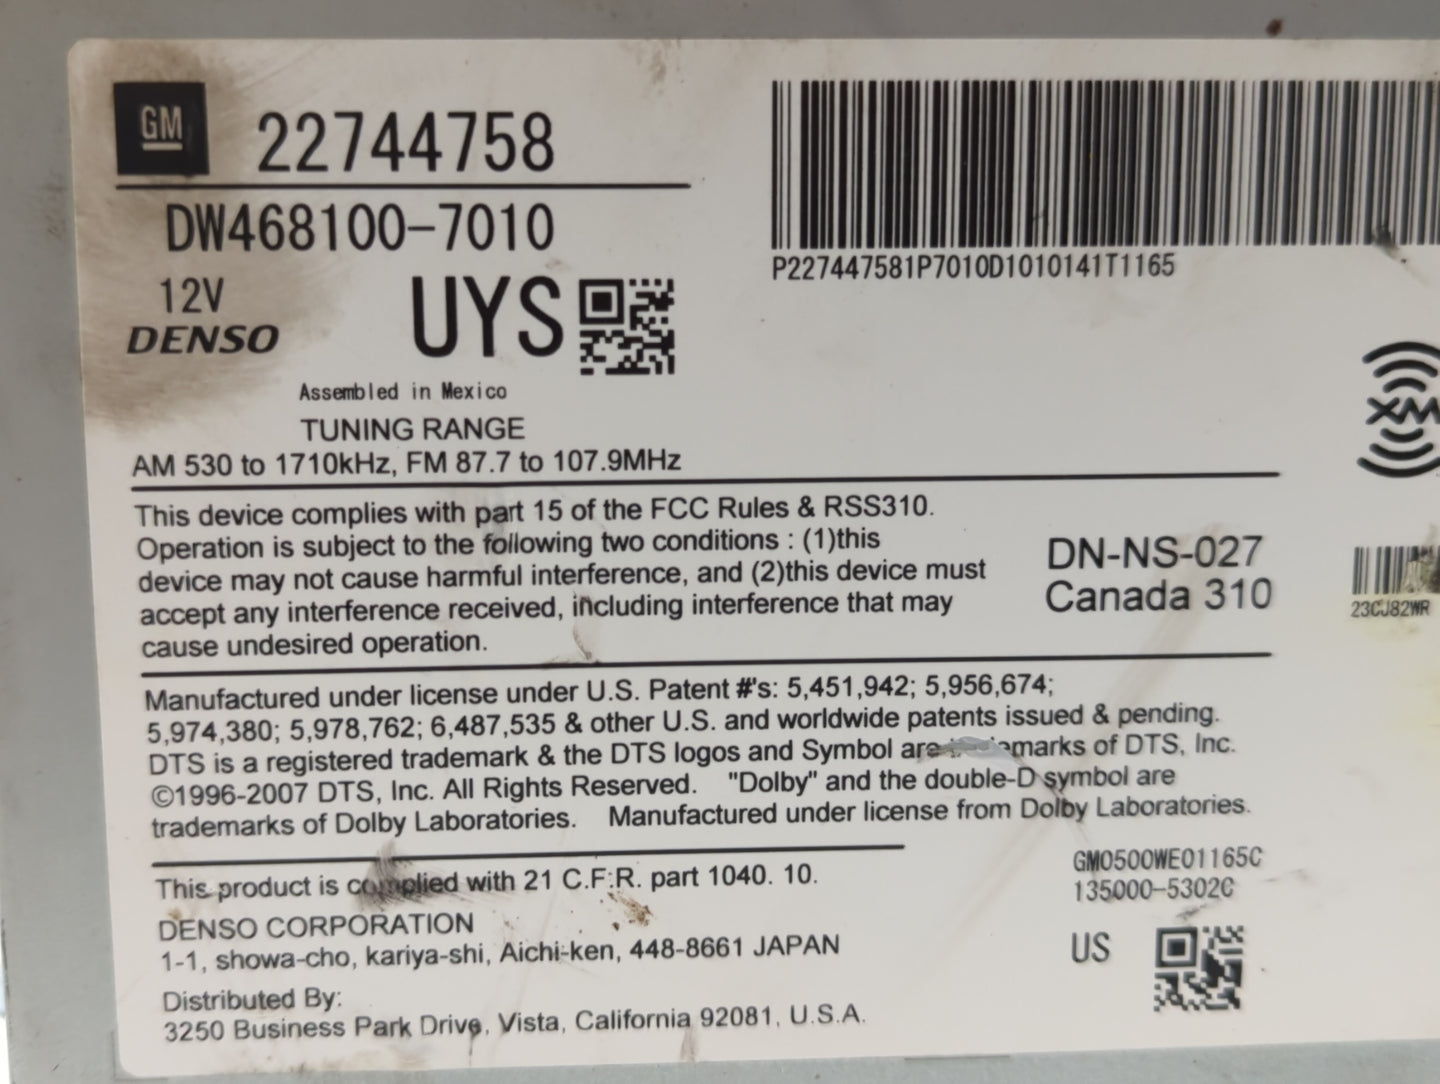 GM
22744758
DW468100-7010
12V
UYS
DENSO
Assembled in Mexico
TUNING RANGE
AM 530 to 1710kHz, FM 87.7 to 107.9MHz
P227447581P7010D1010141T1165
XM
This device complies with part 15 of the FCC Rules & RSS310.
Operation is subject to the following two conditions : (1)this
device may not cause harmful interference, and (2)this device must
accept any interference received, including interference that may
cause undesired operation.
DN-NS-027
Canada 310
23CJ82WR
Manufactured under license under U.S. Patent #'s: 5,451,942; 5,956,674;
5,974,380; 5,978,762; 6,487,535 & other U.S. and worldwide patents issued & pending.
DTS is a registered trademark & the DTS logos and Symbol are marks of DTS, Inc.
©1996-2007 DTS, Inc. All Rights Reserved. "Dolby" and the double-D symbol are
trademarks of Dolby Laboratories. Manufactured under license from Dolby Laboratories.
This product is complied with 21 C.F.R. part 1040. 10.
DENSO CORPORATION
1-1, showa-cho, kariya-shi, Aichi-ken, 448-8661 JAPAN
Distributed By:
3250 Business Park Drive, Vista, California 92081, U.S.A.
GM0500WE01165C
135000-5302C
US